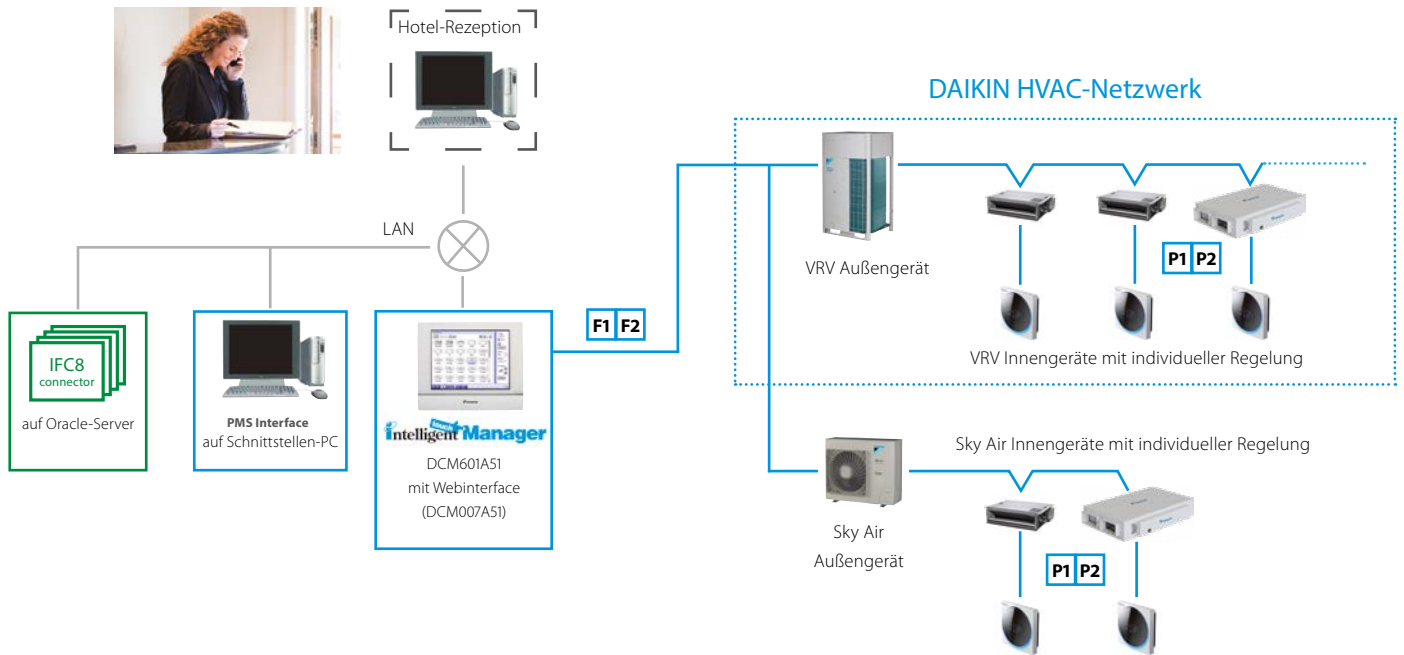 Hotel-Rezeption
DAIKIN HVAC-Netzwerk
LAN
IFC8
connector
auf Oracle-Server
PMS Interface
auf Schnittstellen-PC
intelligent touch Manager
DCM601A51
mit Webinterface
(DCM007A51)
F1 F2
VRV Außengerät
P1 P2
VRV Innengeräte mit individueller Regelung
Sky Air Innengeräte mit individueller Regelung
Sky Air
Außengerät
P1 P2